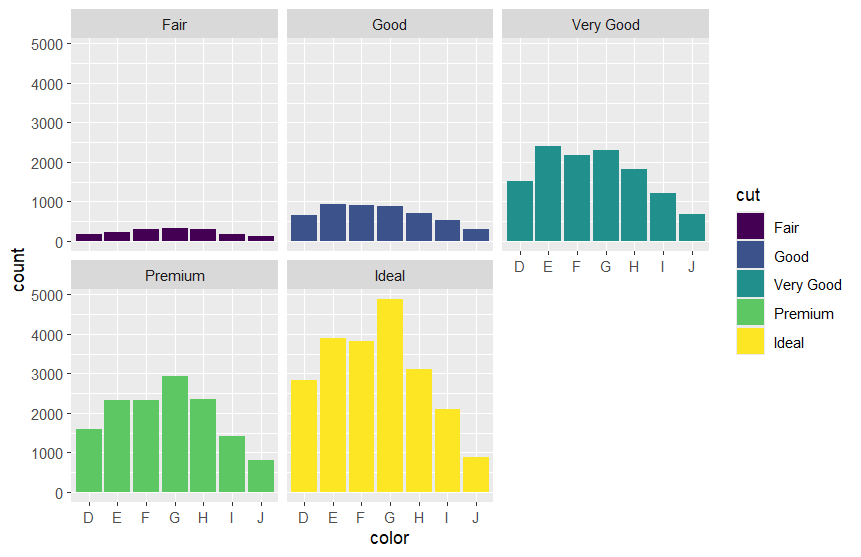 Fair
Good
Very Good
5000
4000
3000
2000
1000
0
D E F G H I J
count
Premium
Ideal
5000
4000
3000
2000
1000
0
D E F G H I J
D E F G H I J
color
cut
Fair
Good
Very Good
Premium
Ideal